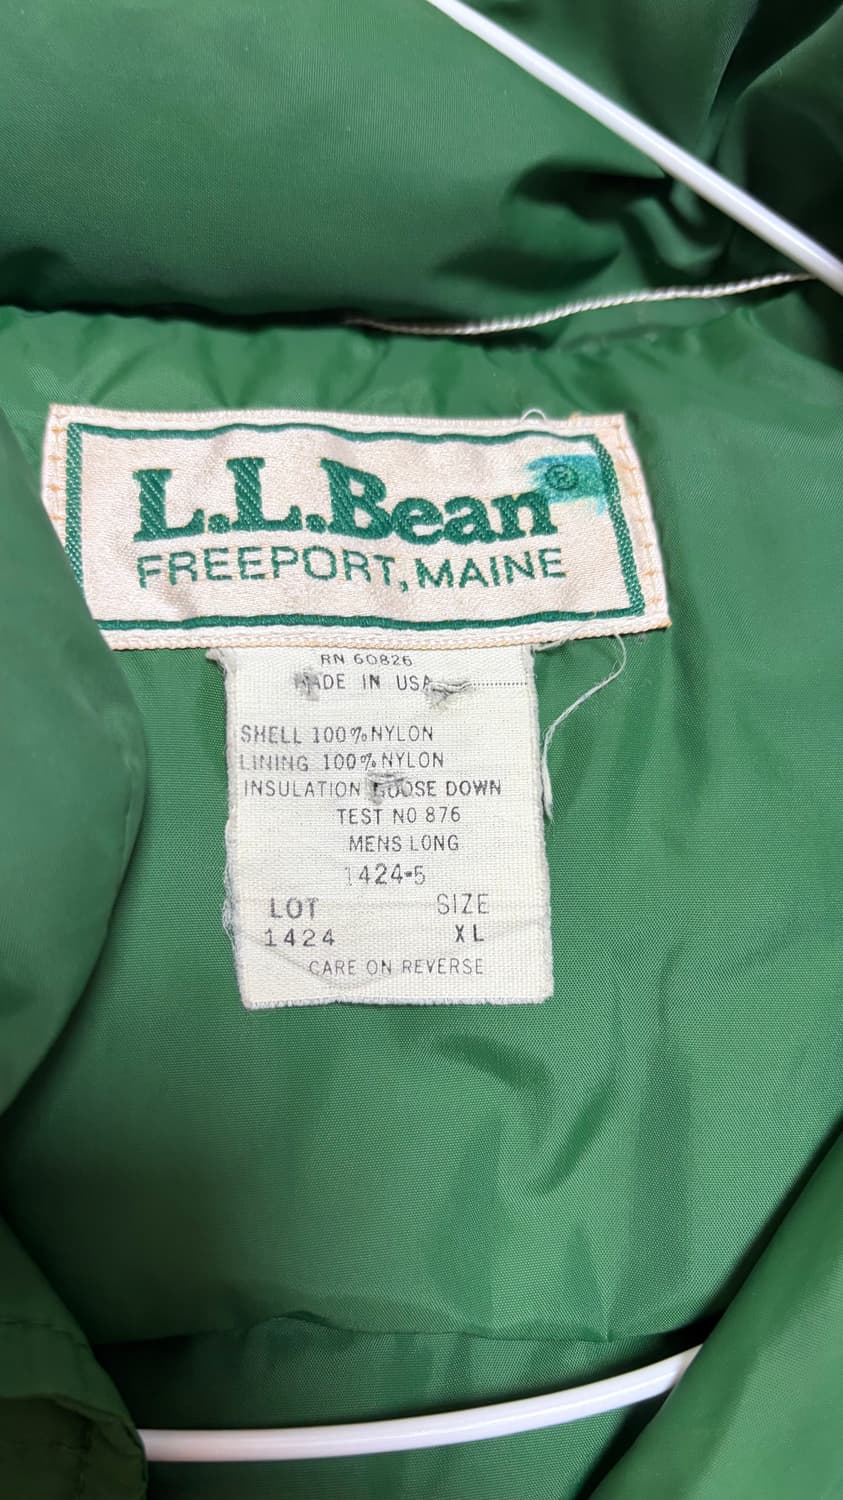 L.L.Bean®
FREEPORT, MAINE
RN 60826
MADE IN USA
SHELL 100% NYLON
LINING 100% NYLON
INSULATION GOOSE DOWN
TEST NO 876
MENS LONG
1424-5
LOT SIZE
1424 XL
CARE ON REVERSE